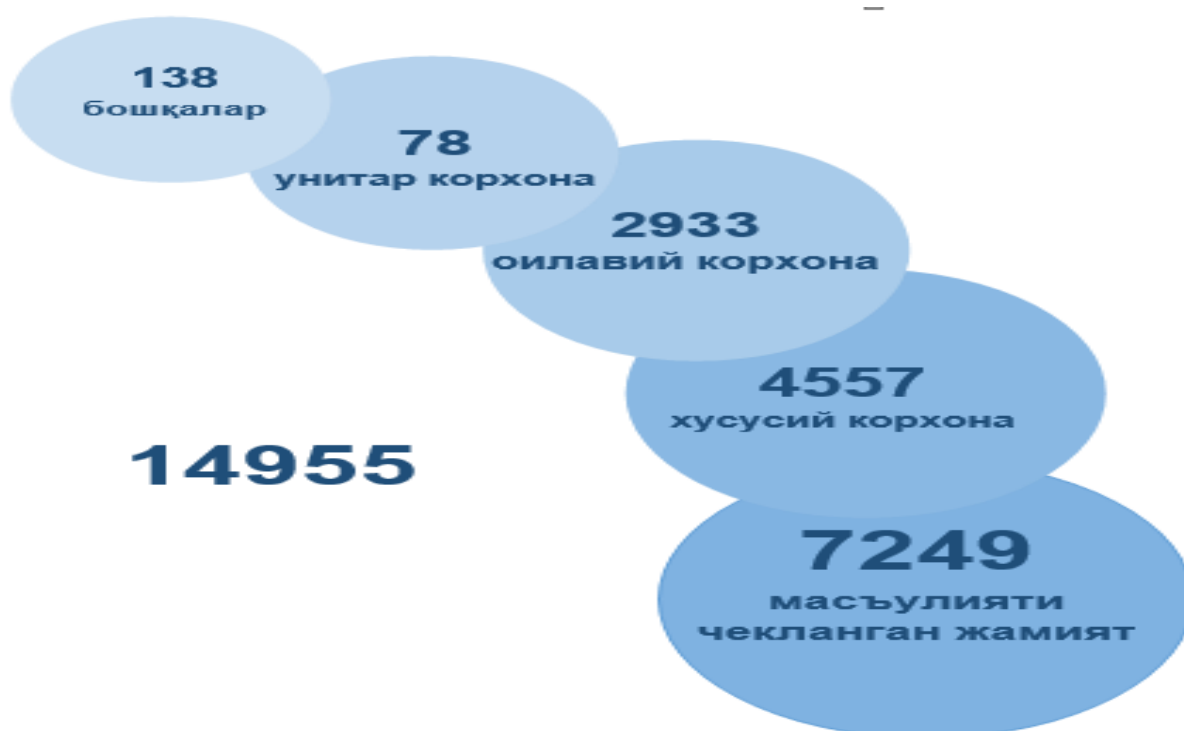 138
бошқалар
78
унитар корхона
2933
оилавий корхона
4557
хусусий корхона
14955
7249
масъулияти
чекланган жамият